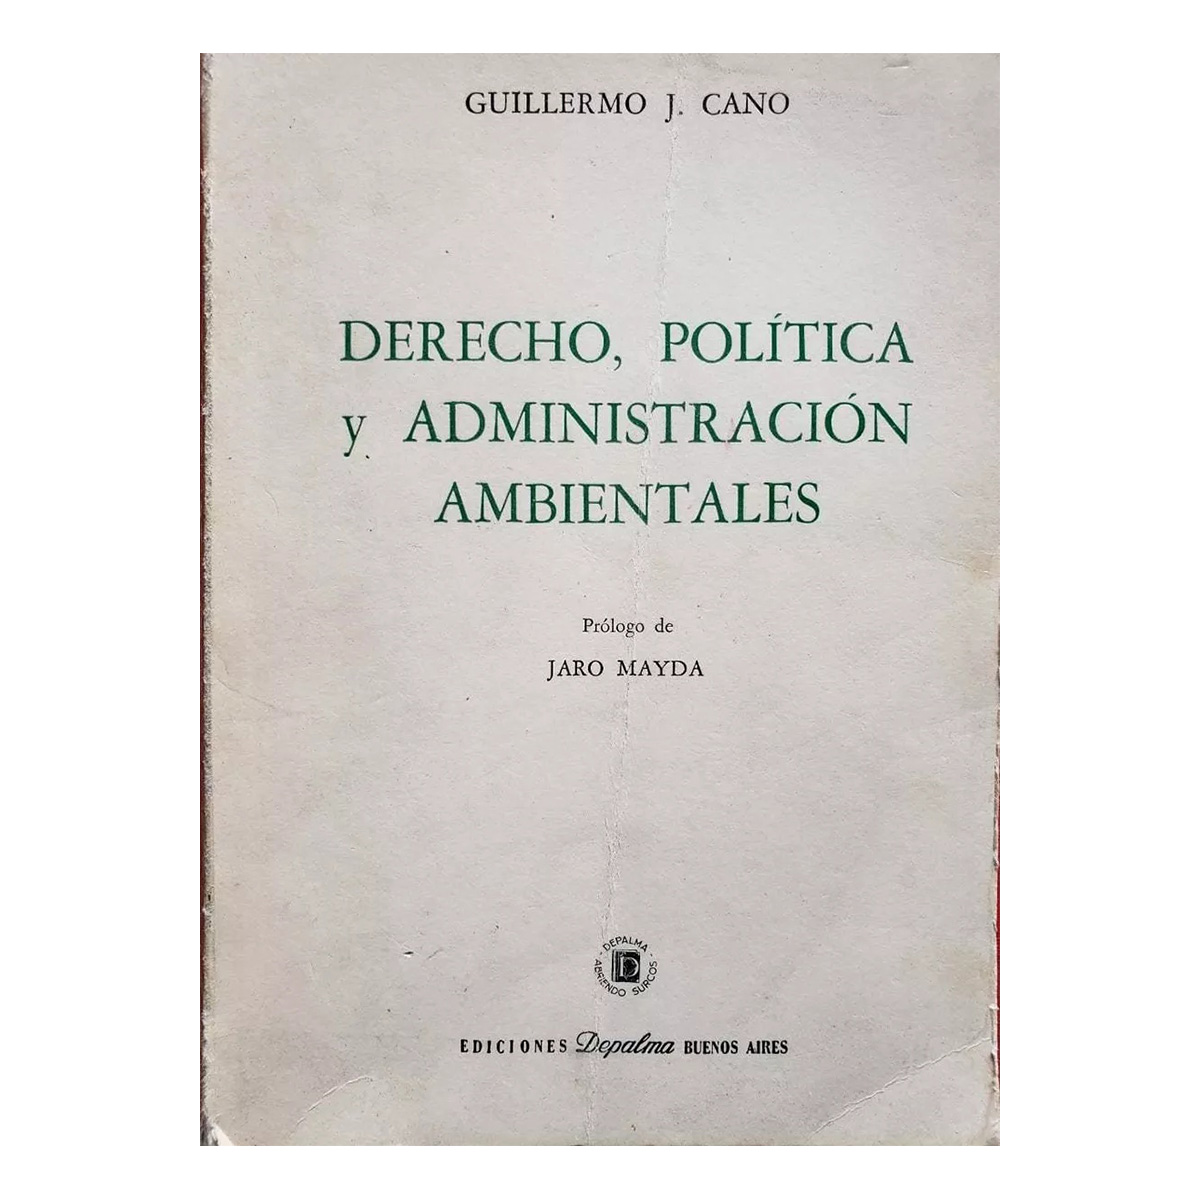 GUILLERMO J. CANO
DERECHO, POLÍTICA
y ADMINISTRACIÓN
AMBIENTALES
Prólogo de
JARO MAYDA
DEPALMA
D
ABRIENDO SURCOS
EDICIONES Depalma BUENOS AIRES